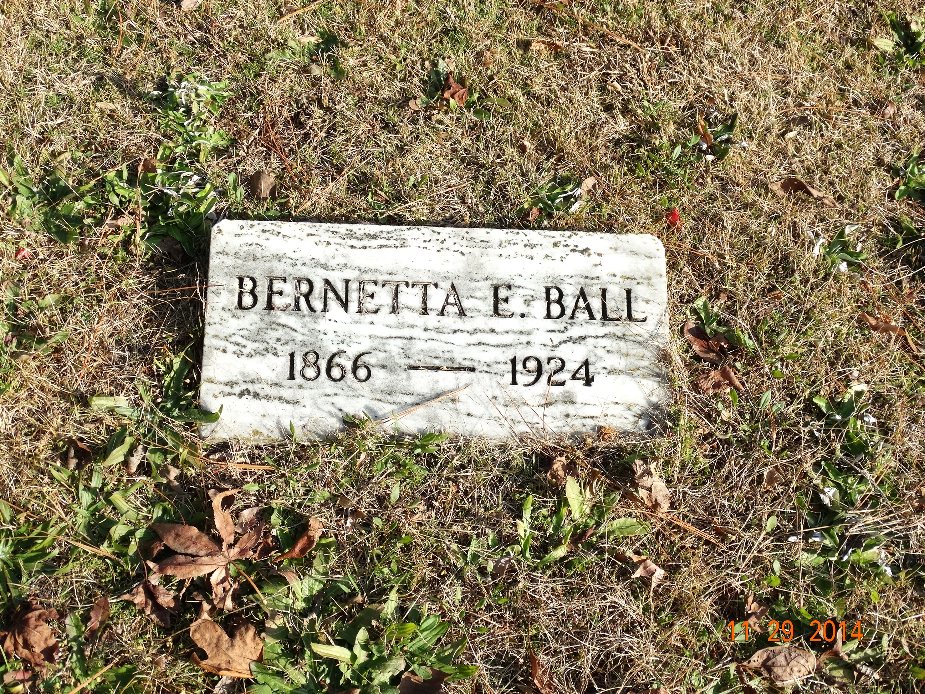 BERNETTA E. BALL
1866 — 1924
11 29 2014